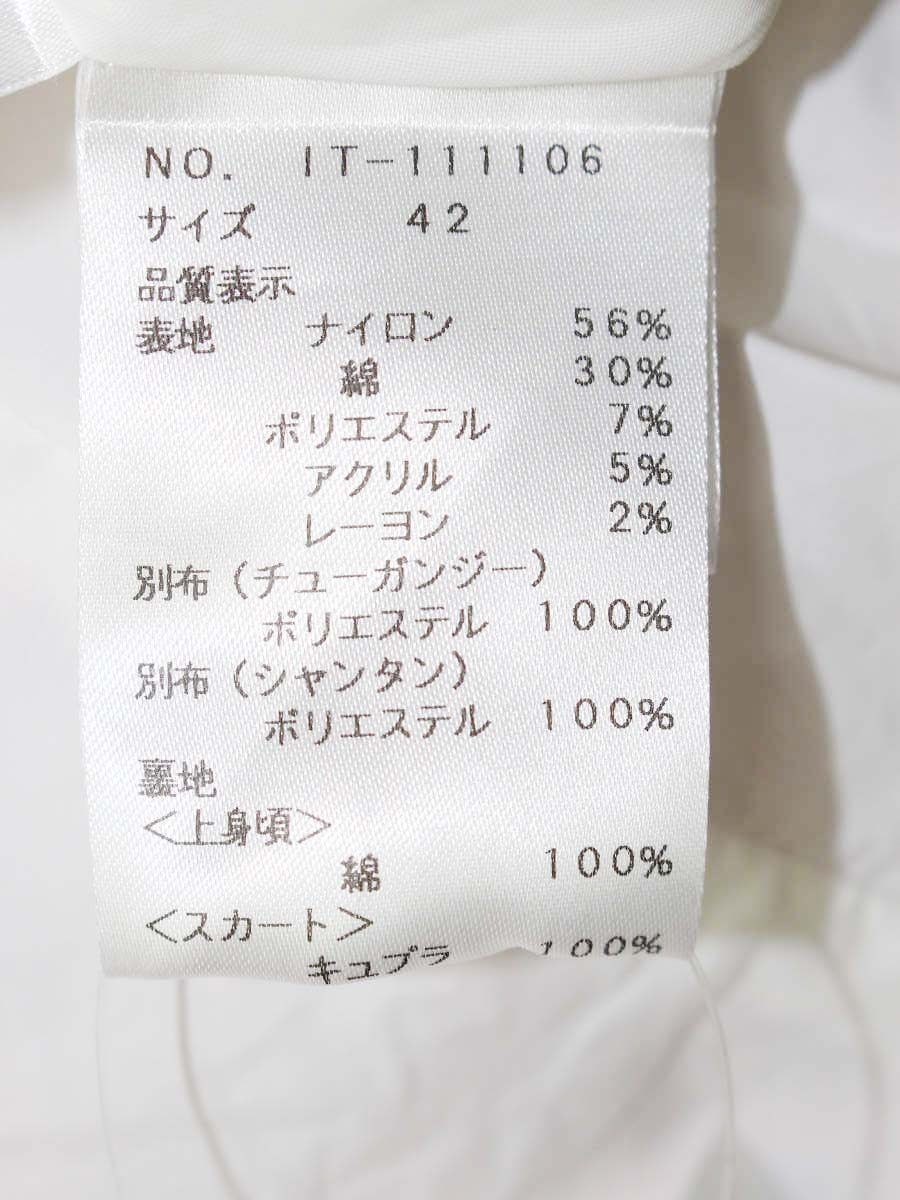 NO. IT-111106
サイズ 42
品質表示
表地 ナイロン 56%
綿 30%
ポリエステル 7%
アクリル 5%
レーヨン 2%
別布(チューガンジー)
ポリエステル 100%
別布(シャンタン)
ポリエステル 100%
裏地
<上身頃>
綿 100%
<スカート>
キュプラ 100%